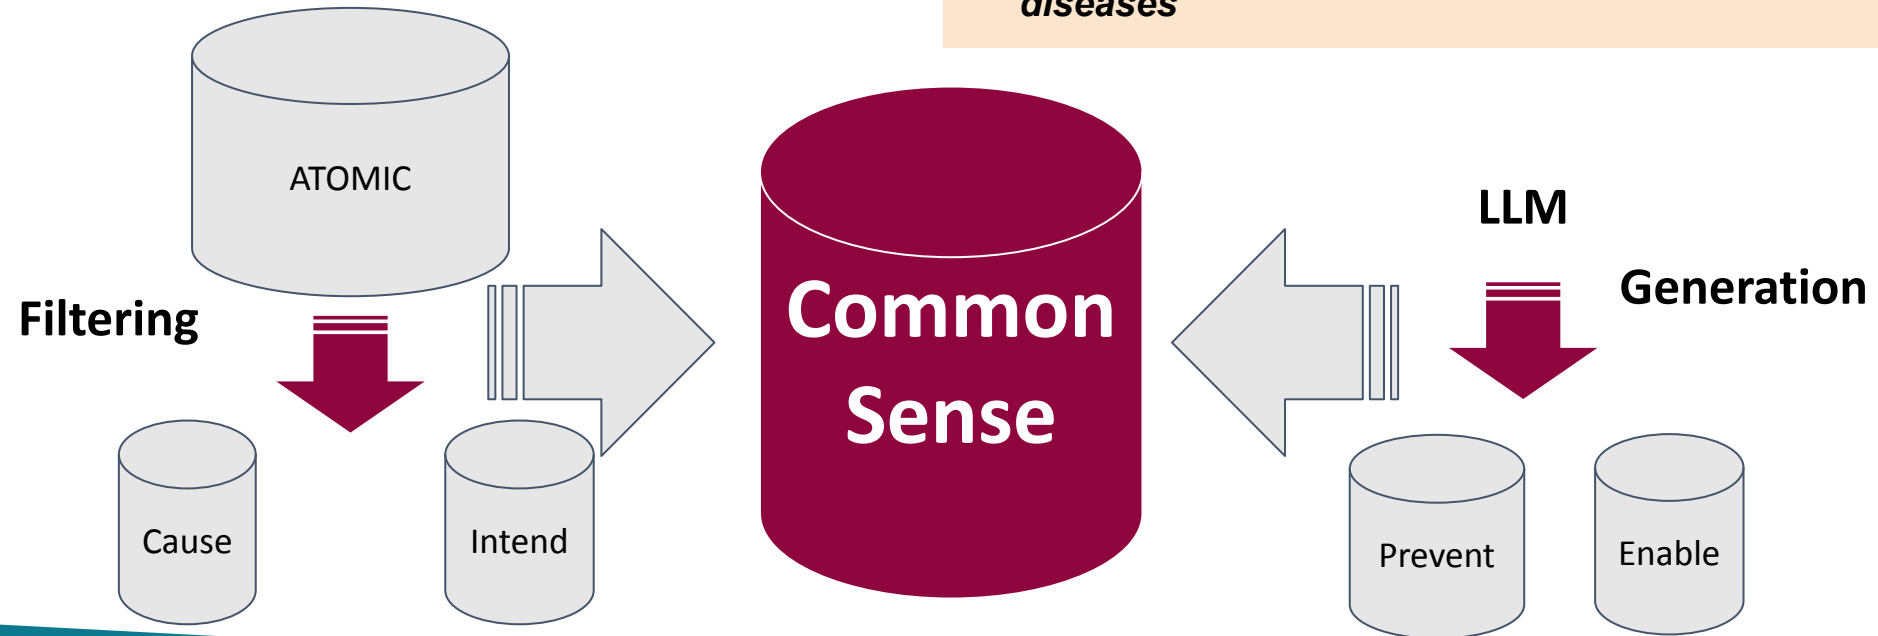 diseases
ATOMIC
Filtering
Cause
Intend
Common
Sense
LLM
Generation
Prevent
Enable